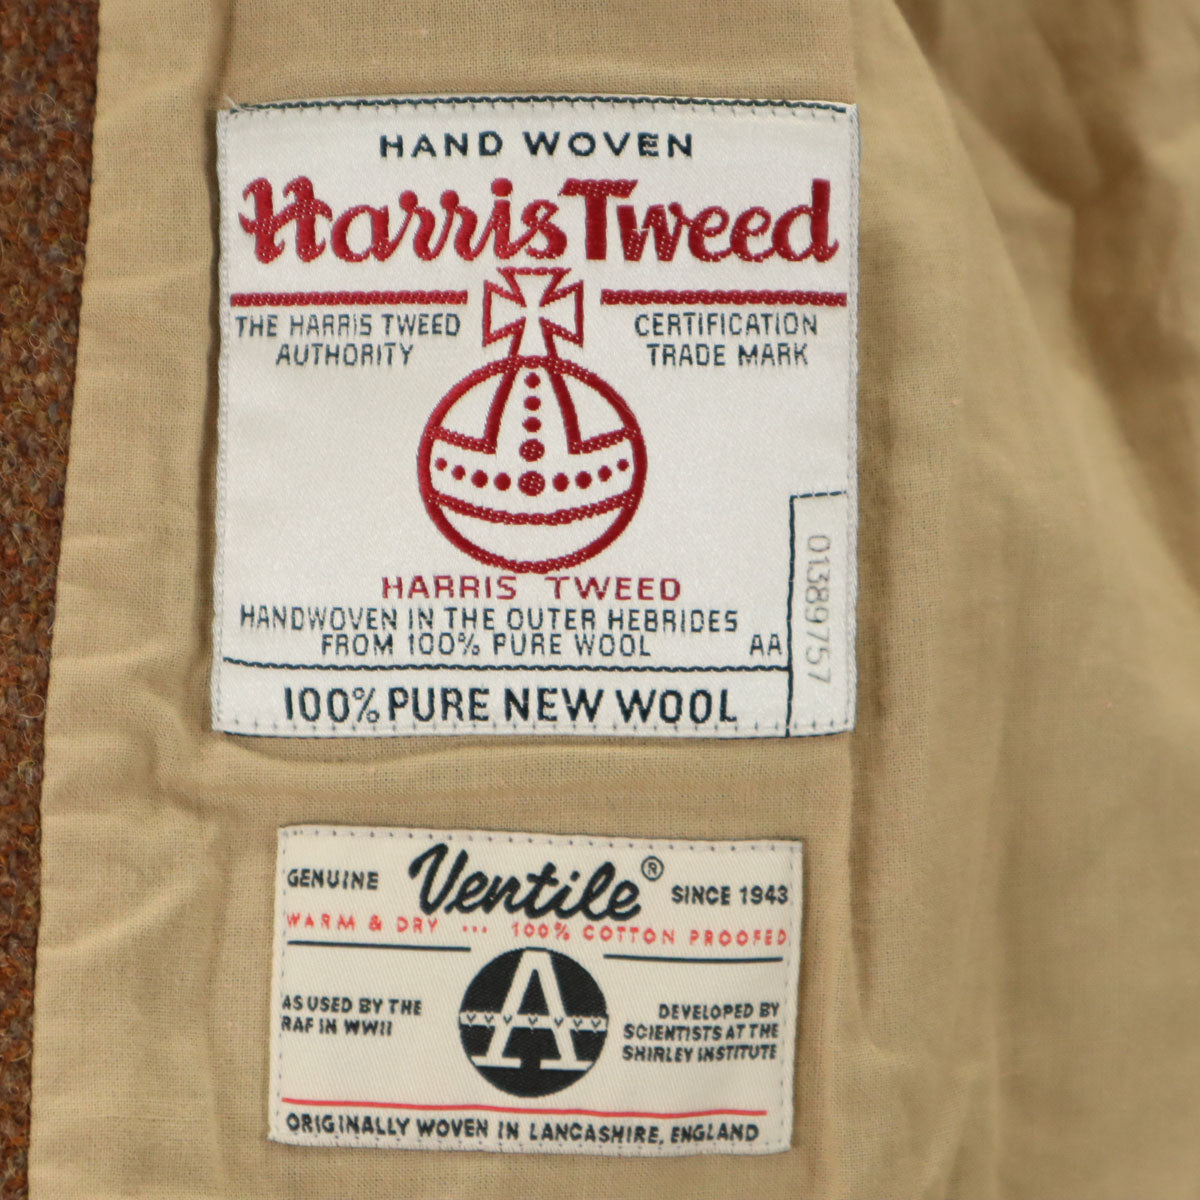 HAND WOVEN
Harris Tweed
THE HARRIS TWEED
AUTHORITY
CERTIFICATION
TRADE MARK
HARRIS TWEED
HANDWOVEN IN THE OUTER HEBRIDES
FROM 100% PURE WOOL
AA
01389757
100% PURE NEW WOOL
GENUINE Ventile® SINCE 1943
WARM & DRY ... 100% COTTON PROOFED
AS USED BY THE
RAF IN WWII
A
DEVELOPED BY
SCIENTISTS AT THE
SHIRLEY INSTITUTE
ORIGINALLY WOVEN IN LANCASHIRE, ENGLAND